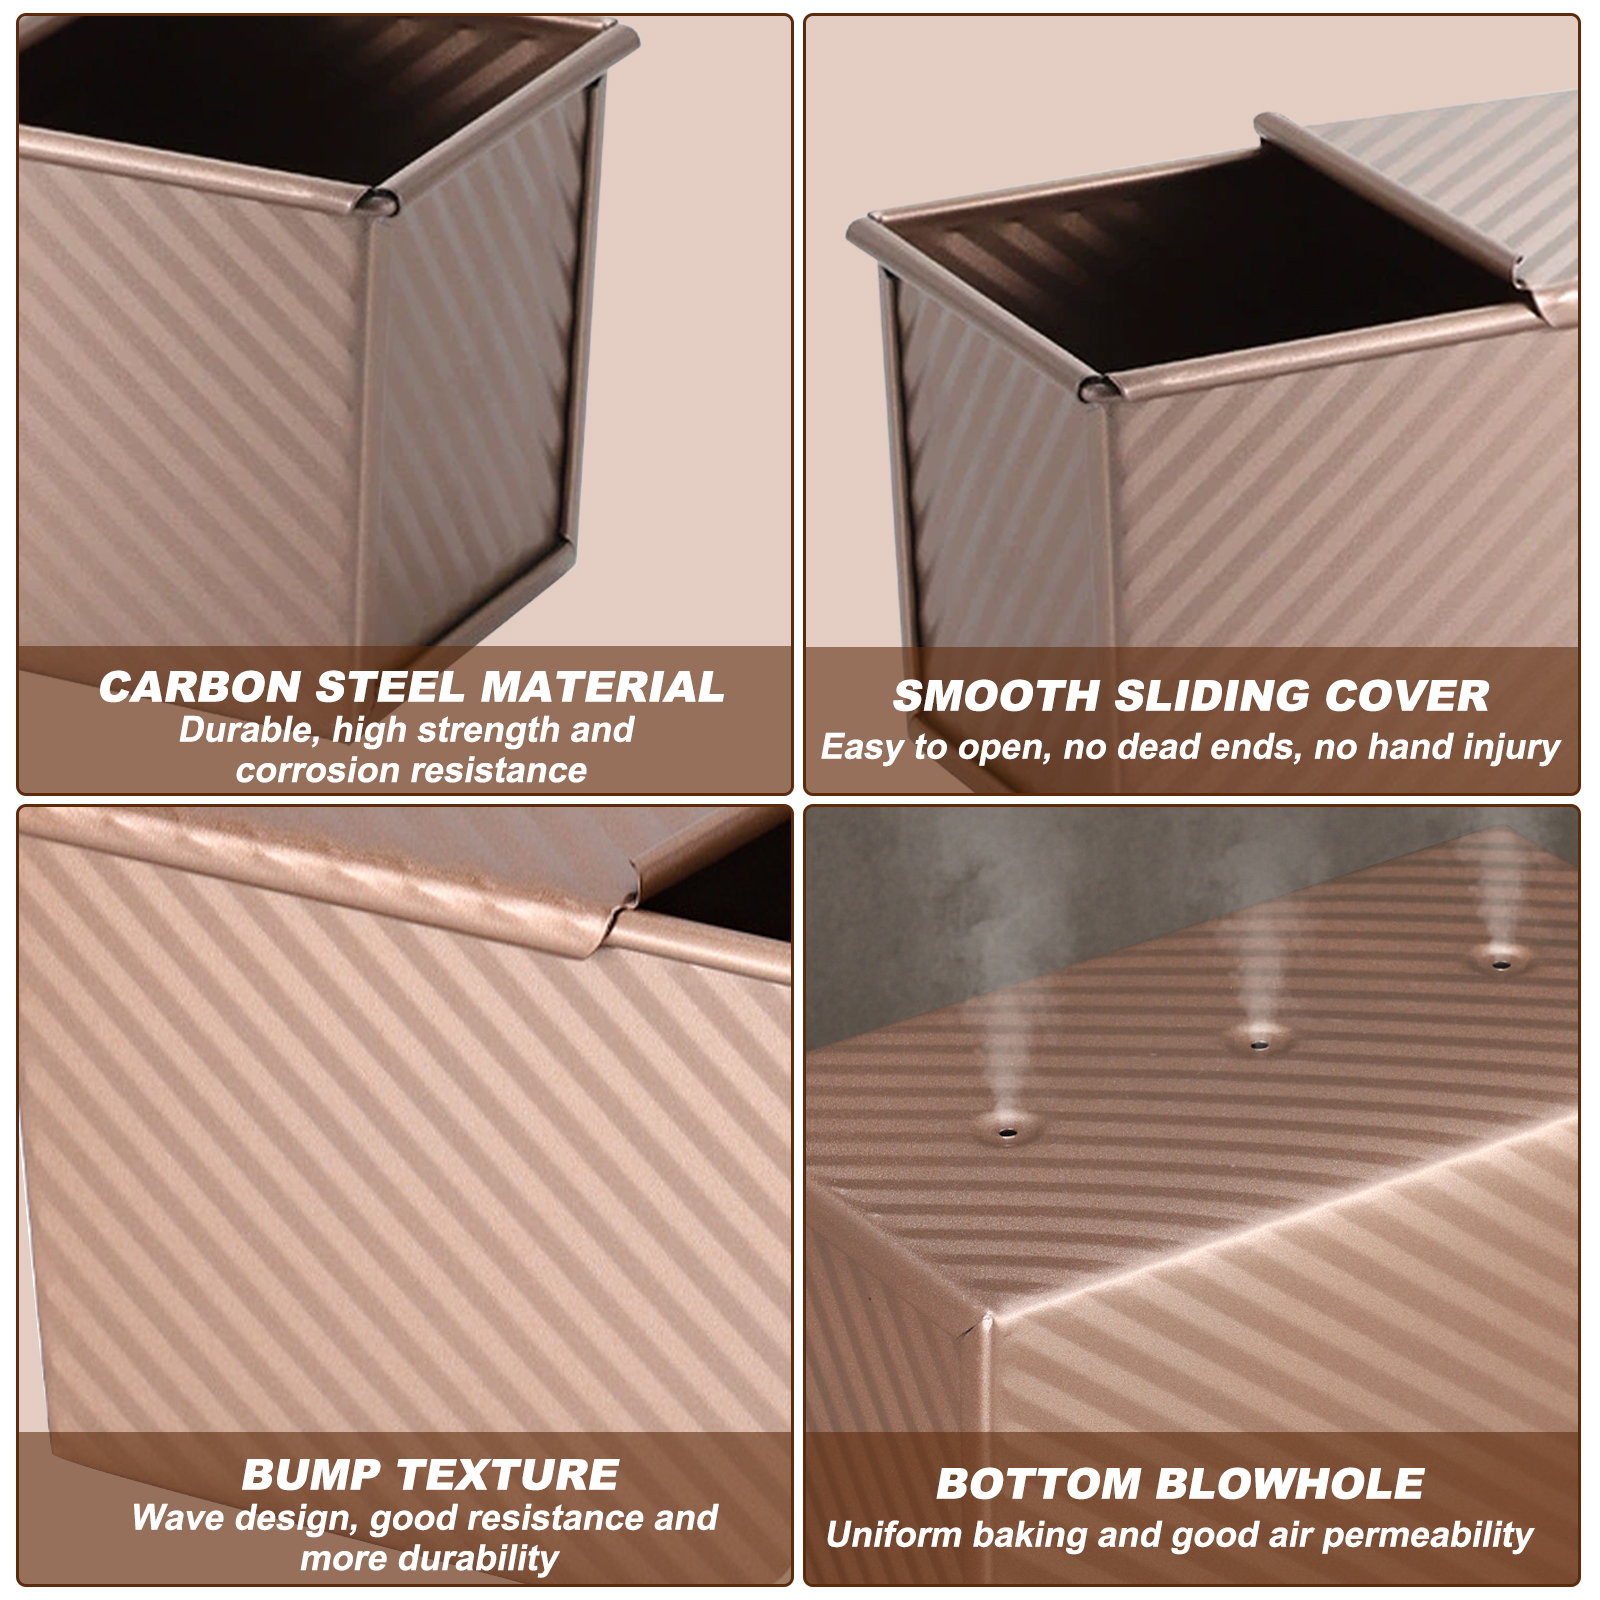 CARBON STEEL MATERIAL
Durable, high strength and
corrosion resistance
SMOOTH SLIDING COVER
Easy to open, no dead ends, no hand injury
BUMP TEXTURE
Wave design, good resistance and
more durability
BOTTOM BLOWHOLE
Uniform baking and good air permeability